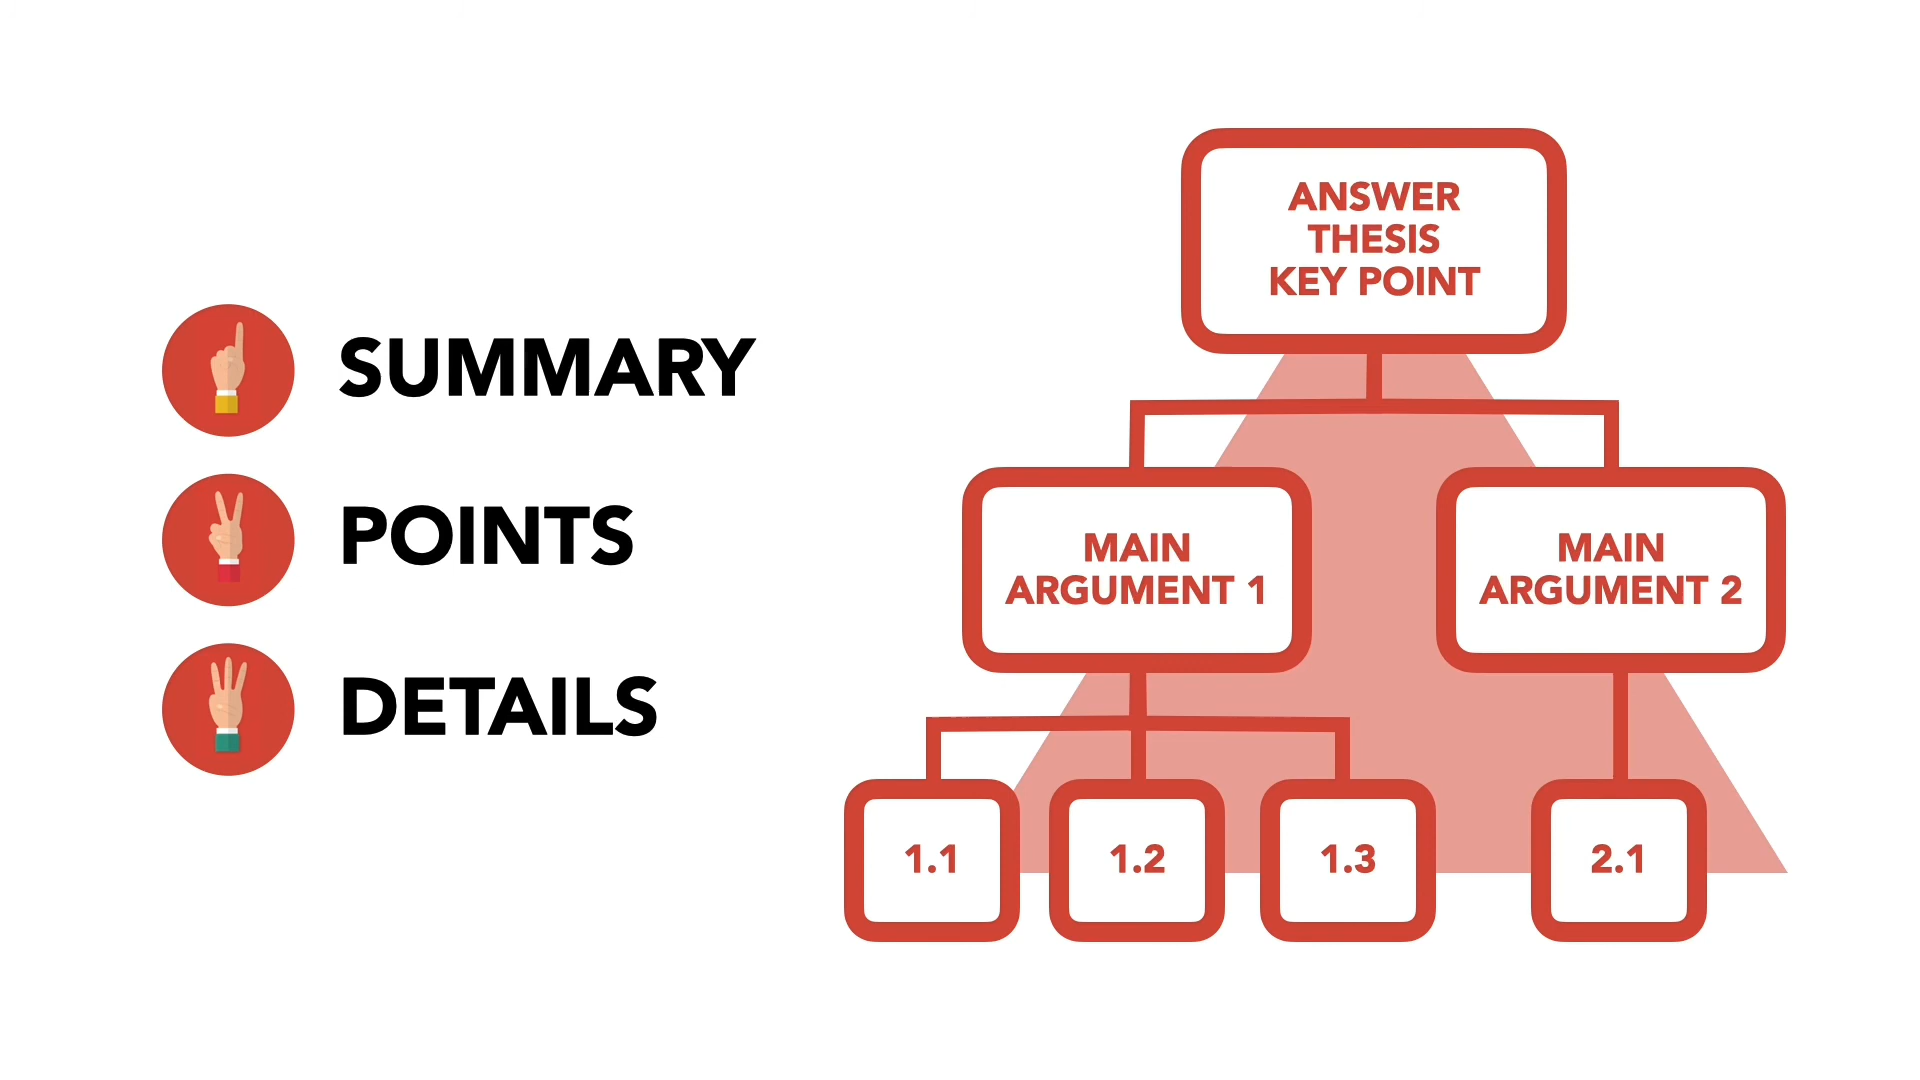 SUMMARY
POINTS
DETAILS
ANSWER
THESIS
KEY POINT
MAIN
ARGUMENT 1
MAIN
ARGUMENT 2
1.1
1.2
1.3
2.1